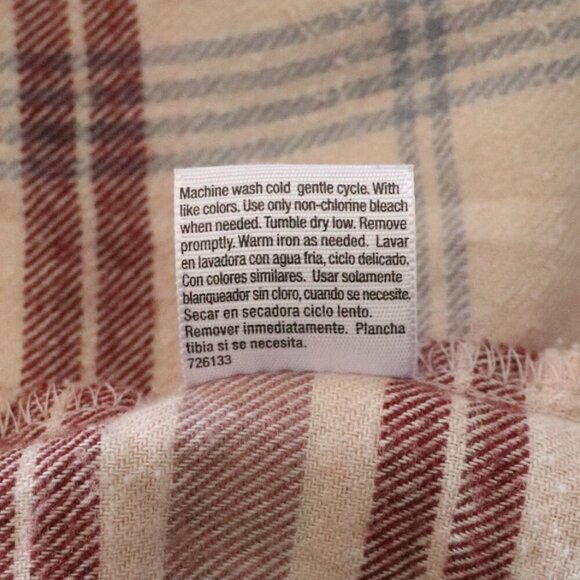 Machine wash cold gentle cycle. With
like colors. Use only non-chlorine bleach
when needed. Tumble dry low. Remove
promptly. Warm iron as needed. Lavar
en lavadora con agua fria, ciclo delicado.
Con colores similares. Usar solamente
blanqueador sin cloro, cuando se necesite.
Secar en secadora ciclo lento.
Remover inmediatamente. Plancha
tibia si se necesita.
726133